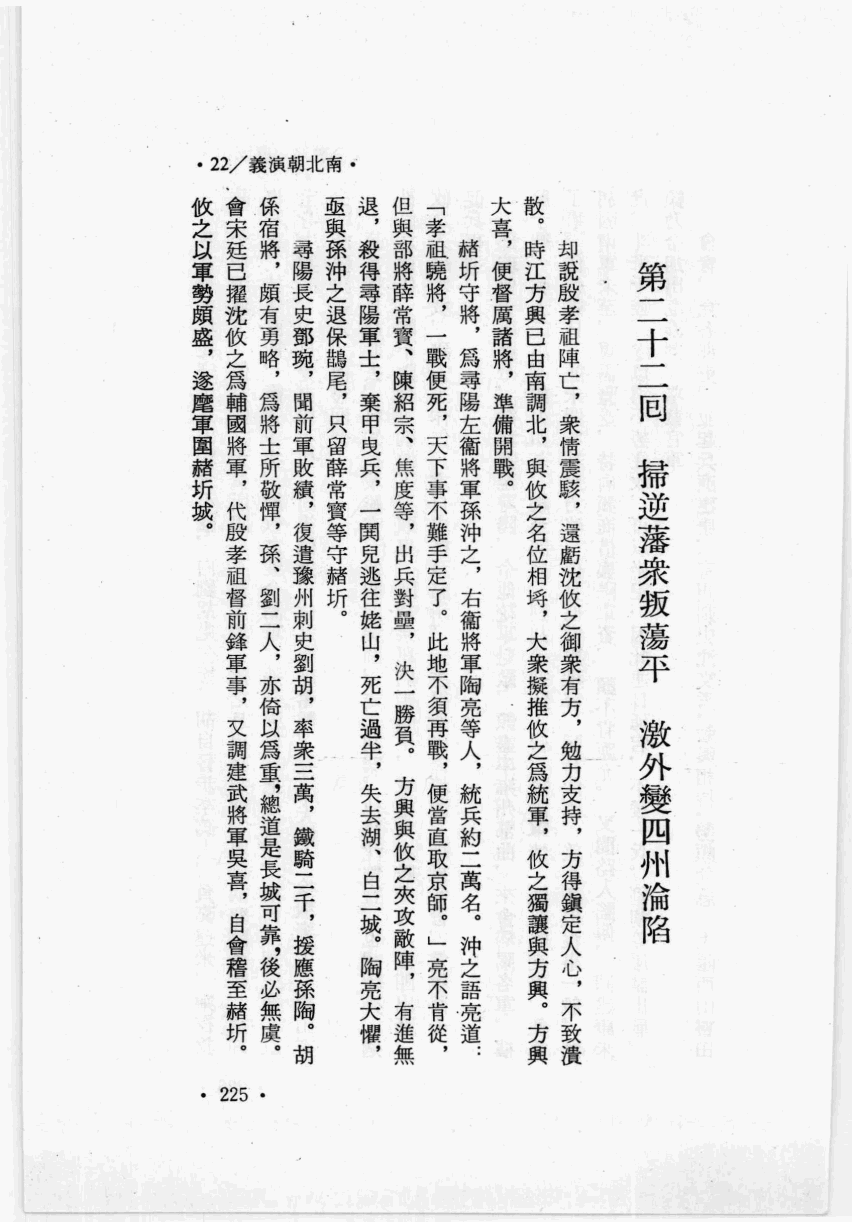 ·22／義演朝北南·
第二十二回　掃逆藩衆叛蕩平　激外變四州淪陷
却說殷孝祖陣亡，衆情震駭，還虧沈攸之御衆有方，勉力支持，方得鎭定人心，不致潰
散。時江方興已由南調北，與攸之名位相埓，大衆擬推攸之爲統軍，攸之獨讓與方興。方興
大喜，便督厲諸將，準備開戰。
赭圻守將，爲尋陽左衞將軍孫沖之，右衞將軍陶亮等人，統兵約二萬名。沖之語亮道：
「孝祖驍將，一戰便死，天下事不難手定了。此地不須再戰，便當直取京師。」亮不肯從，
但與部將薛常寶、陳紹宗、焦度等，出兵對壘，決一勝負。方興與攸之夾攻敵陣，有進無
退，殺得尋陽軍士，棄甲曳兵，一鬨兒逃往姥山，死亡過半，失去湖、白二城。陶亮大懼，
亟與孫沖之退保鵲尾，只留薛常寶等守赭圻。
尋陽長史鄧琬，聞前軍敗績，復遣豫州刺史劉胡，率衆三萬，鐵騎二千，援應孫陶。胡
係宿將，頗有勇略，爲將士所敬憚，孫、劉二人，亦倚以爲重，總道是長城可靠，後必無虞。
會宋廷已擢沈攸之爲輔國將軍，代殷孝祖督前鋒軍事，又調建武將軍吳喜，自會稽至赭圻。
攸之以軍勢頗盛，遂麾軍圍赭圻城。
·225·